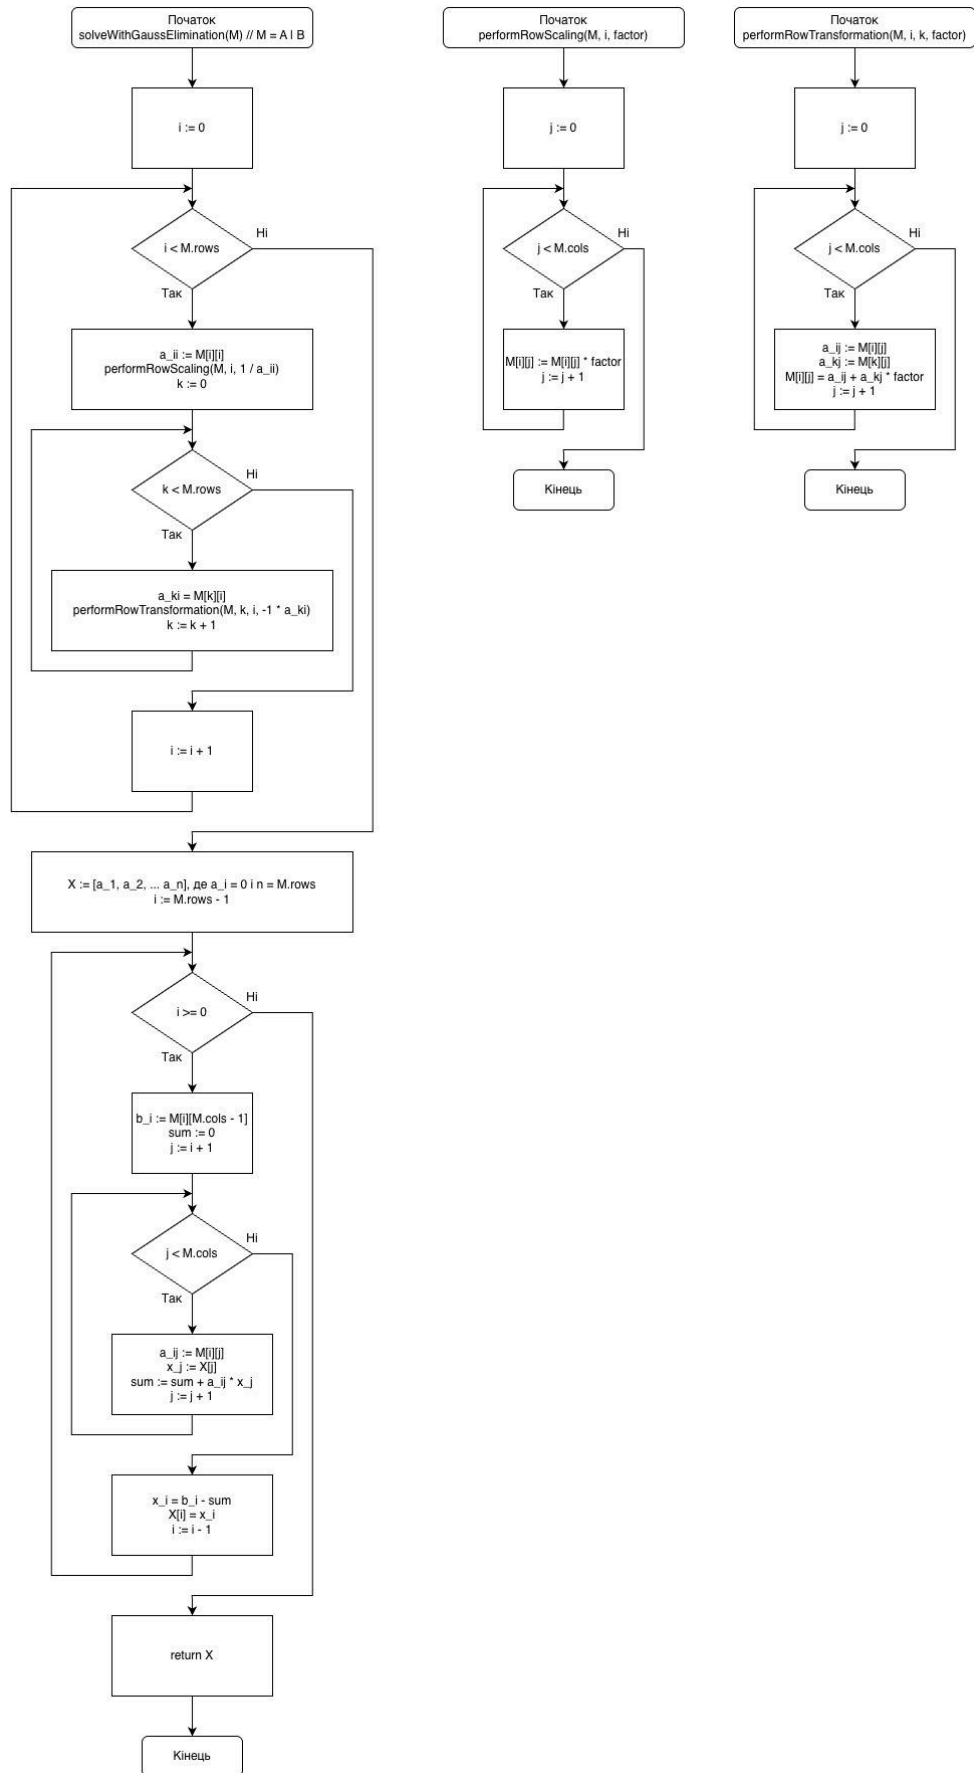 Початок
solveWithGaussElimination(M) // M = A | B
i := 0
i < M.rows
Ні
Так
a_ii := M[i][i]
performRowScaling(M, i, 1 / a_ii)
k := 0
k < M.rows
Ні
Так
a_ki = M[k][i]
performRowTransformation(M, k, i, -1 * a_ki)
k := k + 1
i := i + 1
X := [a_1, a_2, ... a_n], де a_i = 0 і n = M.rows
i := M.rows - 1
i >= 0
Ні
Так
b_i := M[i][M.cols - 1]
sum := 0
j := i + 1
j < M.cols
Ні
Так
a_ij := M[i][j]
x_j := X[j]
sum := sum + a_ij * x_j
j := j + 1
x_i = b_i - sum
X[i] = x_i
i := i - 1
return X
Кінець
Початок
performRowScaling(M, i, factor)
j := 0
j < M.cols
Ні
Так
M[i][j] := M[i][j] * factor
j := j + 1
Кінець
Початок
performRowTransformation(M, i, k, factor)
j := 0
j < M.cols
Ні
Так
a_ij := M[i][j]
a_kj := M[k][j]
M[i][j] = a_ij + a_kj * factor
j := j + 1
Кінець